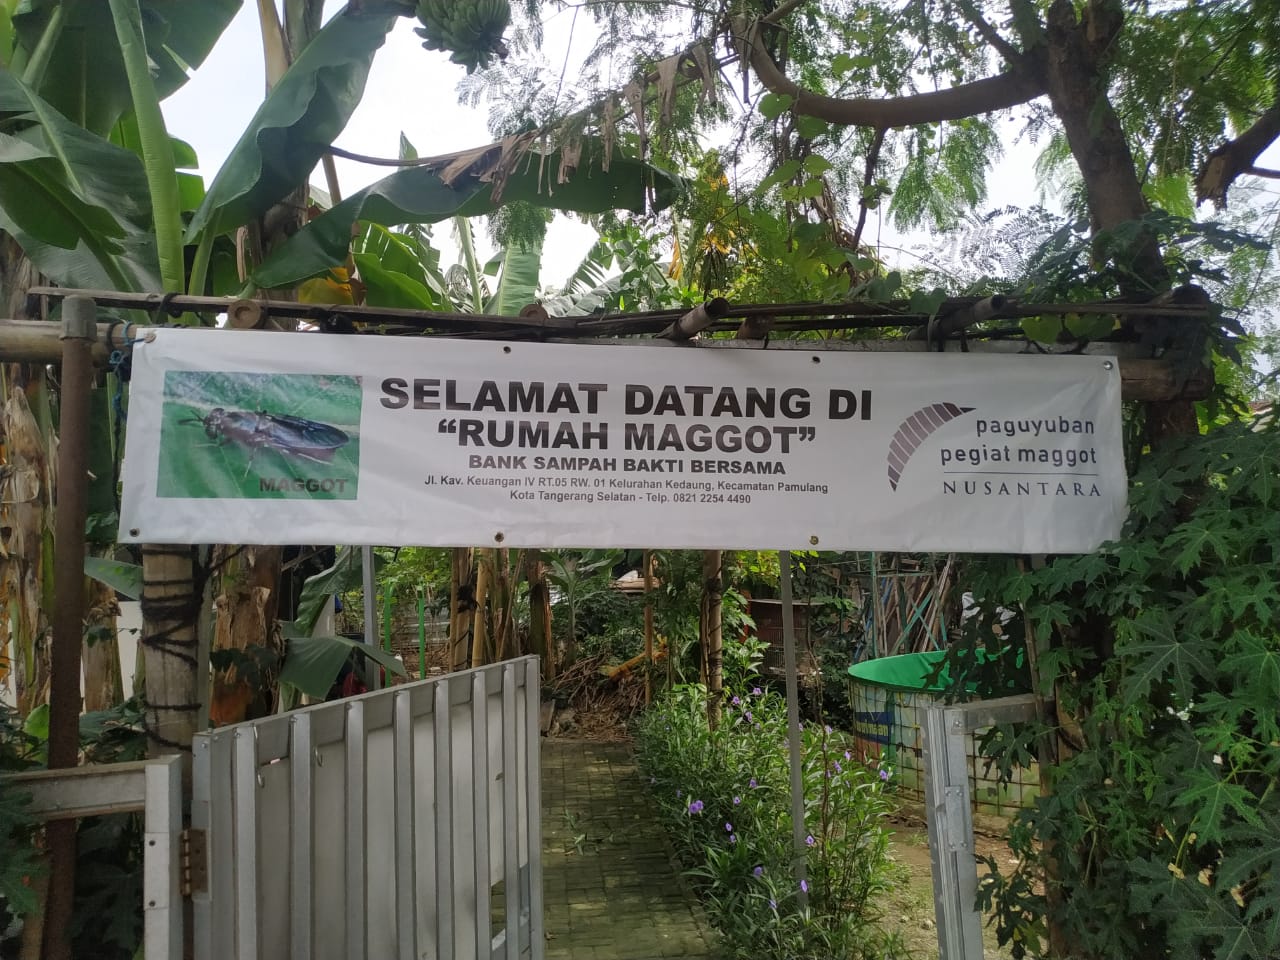 MAGGOT
SELAMAT DATANG DI
“RUMAH MAGGOT”
BANK SAMPAH BAKTI BERSAMA
Jl. Kav. Keuangan IV RT.05 RW. 01 Kelurahan Kedaung, Kecamatan Pamulang
Kota Tangerang Selatan - Telp. 0821 2254 4490
paguyuban
pegiat maggot
NUSANTARA